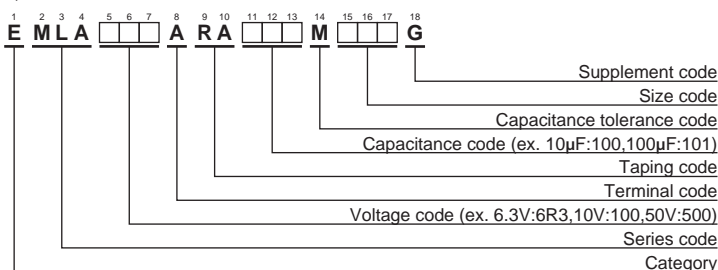 1 2 3 4 5 6 7 8 9 10 11 12 13 14 15 16 17 18
E MLA □□□ A RA □□□ M □□□ G
Supplement code
Size code
Capacitance tolerance code
Capacitance code (ex. 10µF:100,100µF:101)
Taping code
Terminal code
Voltage code (ex. 6.3V:6R3,10V:100,50V:500)
Series code
Category